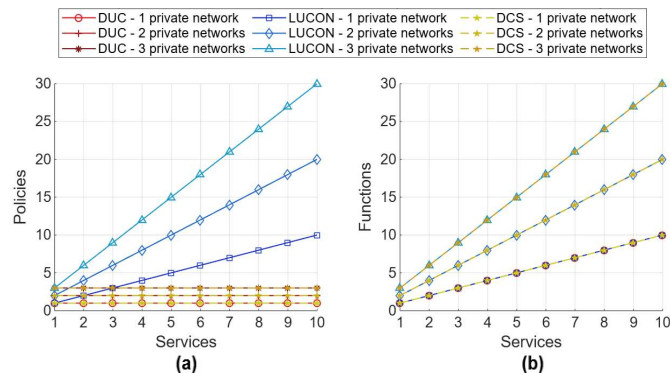 DUC - 1 private network LUCON - 1 private network DCS - 1 private network
DUC - 2 private networks LUCON - 2 private networks DCS - 2 private networks
DUC - 3 private networks LUCON - 3 private networks DCS - 3 private networks
30
25
20
15
10
5
0
Policies
1 2 3 4 5 6 7 8 9 10
Services
(a)
30
25
20
15
10
5
0
Functions
1 2 3 4 5 6 7 8 9 10
Services
(b)